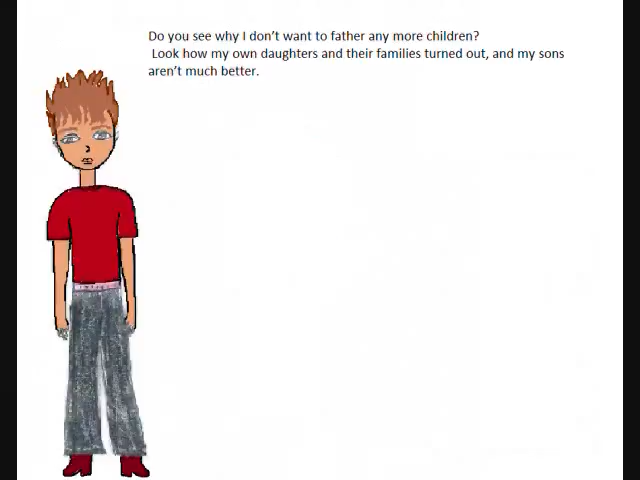 Do you see why I don’t want to father any more children?
Look how my own daughters and their families turned out, and my sons
aren’t much better.